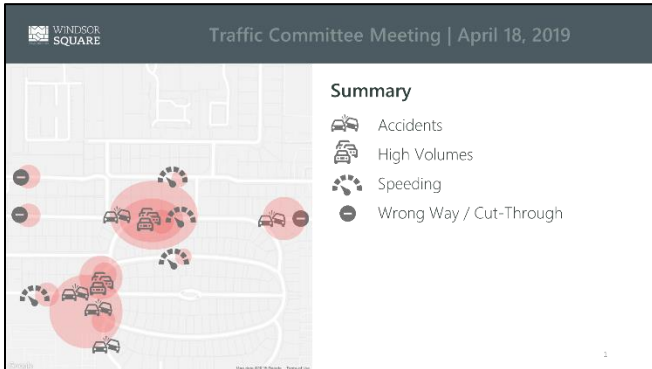 WINDSOR
SQUARE
Traffic Committee Meeting | April 18, 2019
Summary
Accidents
High Volumes
Speeding
Wrong Way / Cut-Through
1